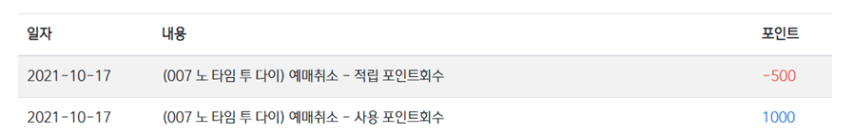 일자 내용 포인트
2021-10-17 (007 노 타임 투 다이) 예매취소 - 적립 포인트회수 -500
2021-10-17 (007 노 타임 투 다이) 예매취소 - 사용 포인트회수 1000